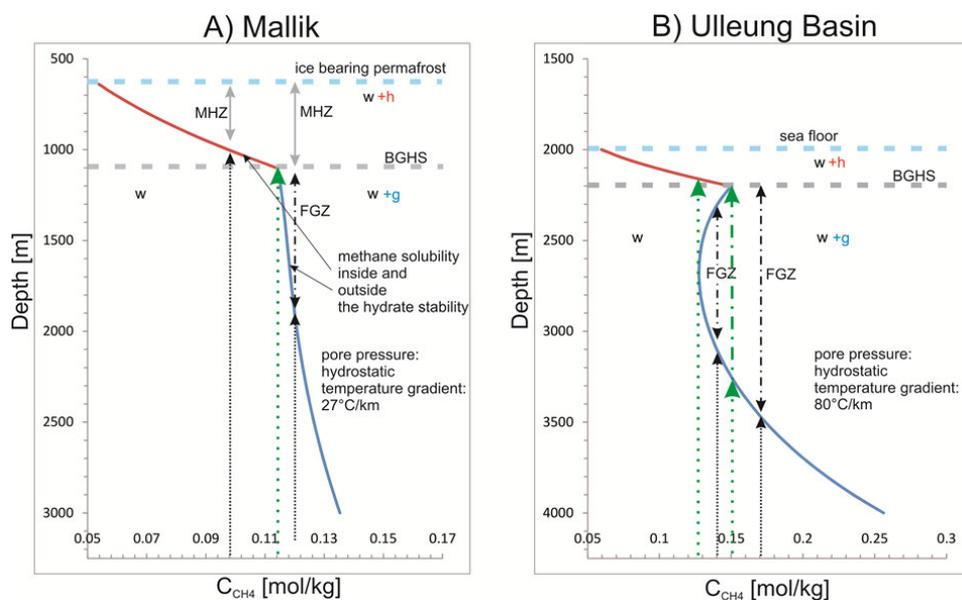 A) Mallik
500
1000
1500
2000
2500
3000
Depth [m]
ice bearing permafrost
w +h
MHZ
MHZ
BGHS
w
w +g
FGZ
methane solubility
inside and
outside
the hydrate stability
pore pressure:
hydrostatic
temperature gradient:
27°C/km
0.05 0.07 0.09 0.11 0.13 0.15 0.17
C CH4 [mol/kg]
B) Ulleung Basin
2000
2500
3000
3500
4000
Depth [m]
sea floor
w +h
BGHS
w
w +g
FGZ
FGZ
pore pressure:
hydrostatic
temperature gradient:
80°C/km
0.05 0.1 0.15 0.2 0.25 0.3
C CH4 [mol/kg]